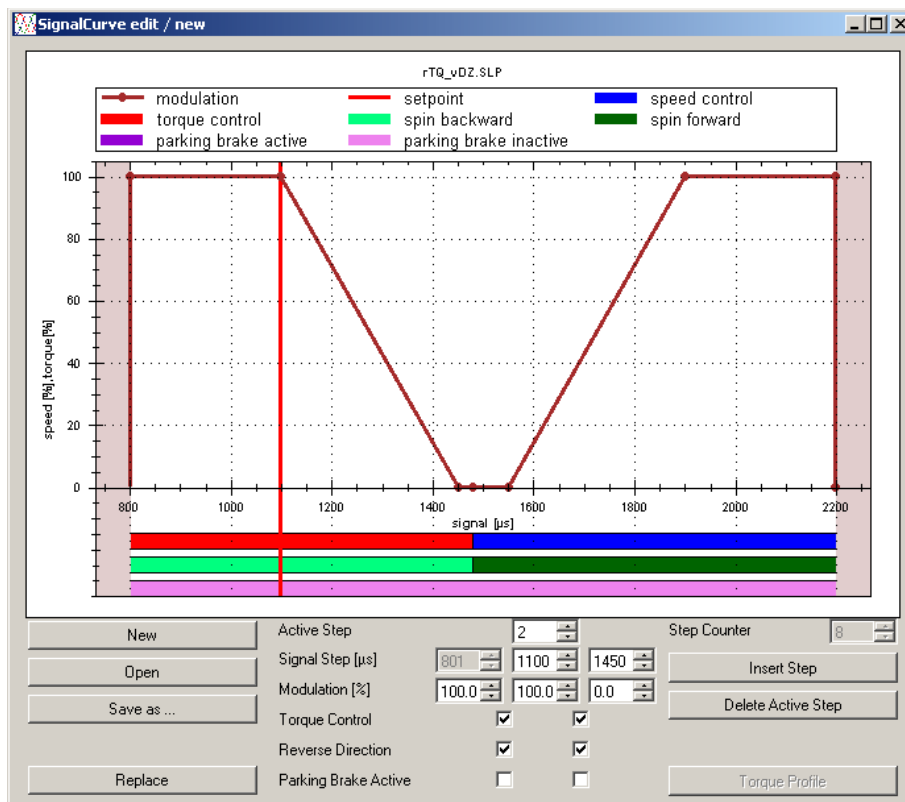 SignalCurve edit / new
rTQ_vDZ.SLP
modulation setpoint speed control
torque control spin backward spin forward
parking brake active parking brake inactive
100
80
60
40
20
0
speed [%],torque[%]
800 1000 1200 1400 1600 1800 2000 2200
signal [µs]
New Active Step 2 Step Counter 8
Open Signal Step [µs] 801 1100 1450 Insert Step
Save as ... Modulation [%] 100.0 100.0 0.0 Delete Active Step
Torque Control
Reverse Direction
Replace Parking Brake Active Torque Profile